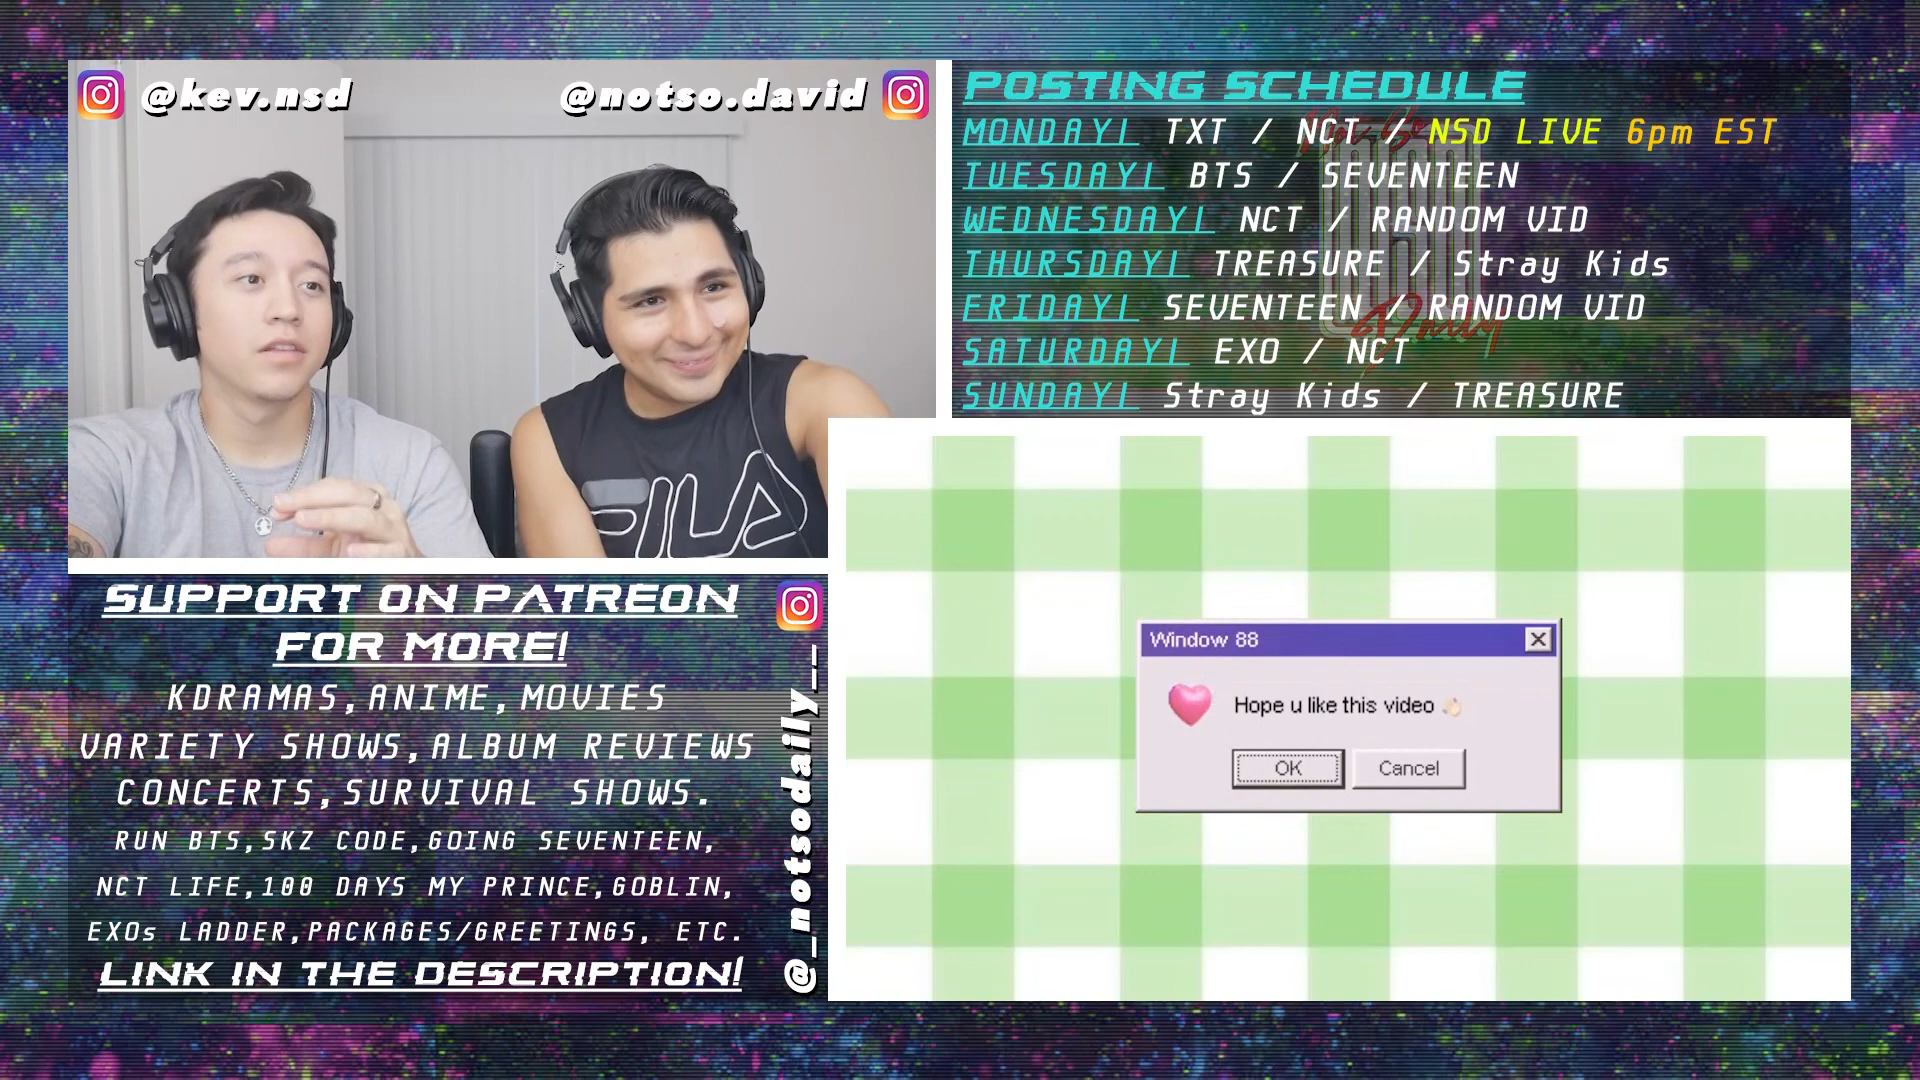 @kev.nsd
@notso.david
POSTING SCHEDULE
MONDAY| TXT / NCT / NSD LIVE 6pm EST
TUESDAY| BTS / SEVENTEEN
WEDNESDAY| NCT / RANDOM VID
THURSDAY| TREASURE / Stray Kids
FRIDAY| SEVENTEEN / RANDOM VID
SATURDAY| EXO / NCT
SUNDAY| Stray Kids / TREASURE
FILA
SUPPORT ON PATREON
FOR MORE!
KDRAMAS,ANIME,MOVIES
VARIETY SHOWS,ALBUM REVIEWS
CONCERTS,SURVIVAL SHOWS.
RUN BTS,SKZ CODE,GOING SEVENTEEN,
NCT LIFE,100 DAYS MY PRINCE,GOBLIN,
EXOs LADDER,PACKAGES/GREETINGS, ETC.
LINK IN THE DESCRIPTION!
@_notsodaily__
Window 88
Hope u like this video 👍🏻
OK
Cancel